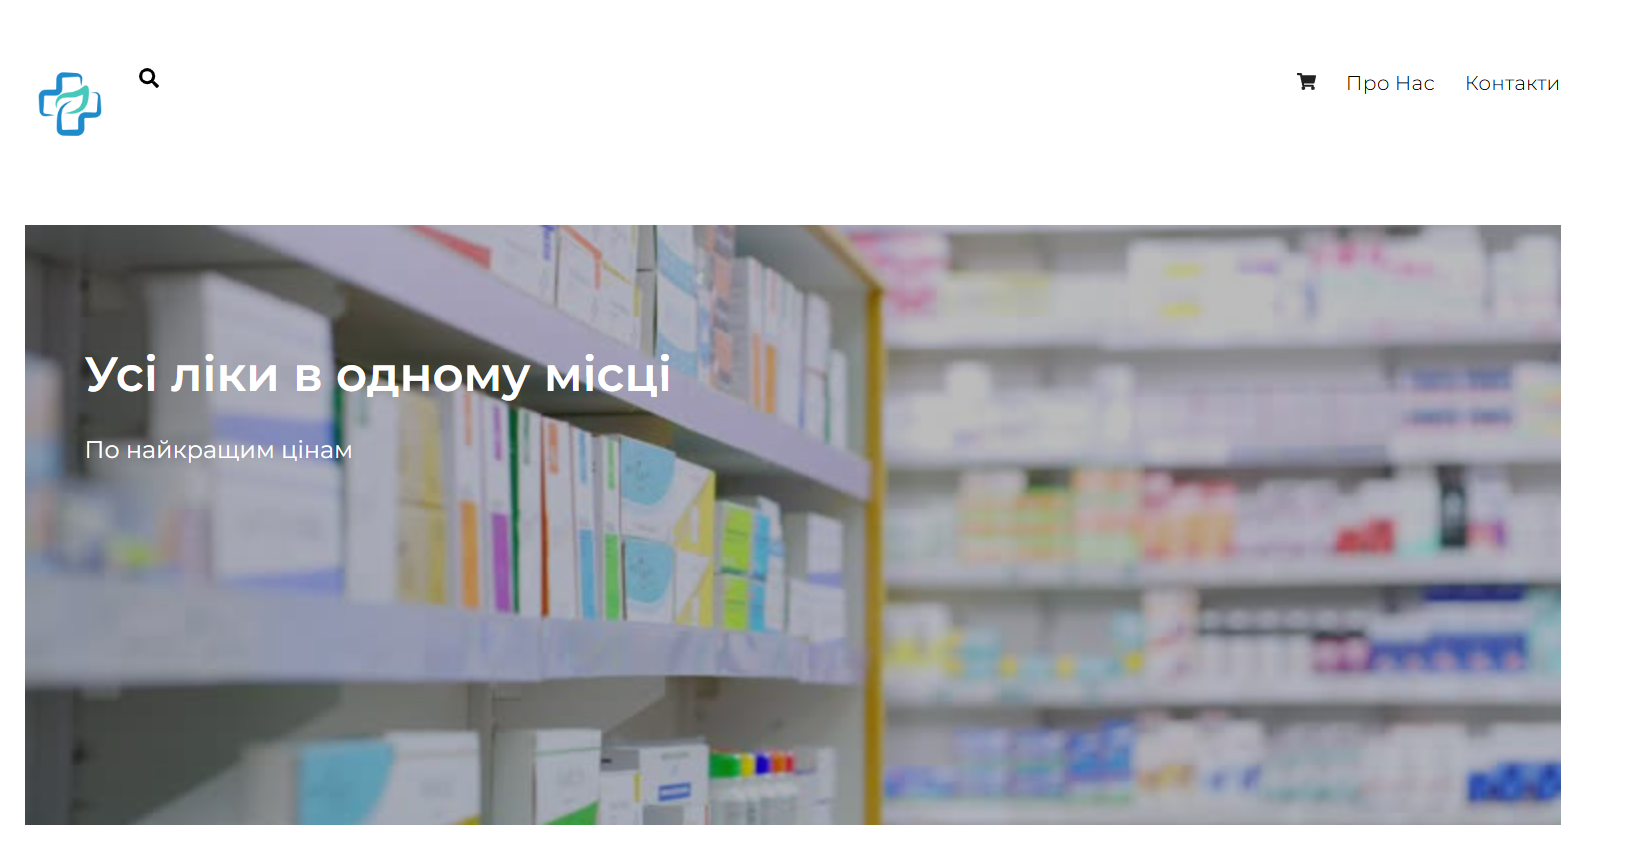 Про Нас Контакти
Усі ліки в одному місці
По найкращим цінам